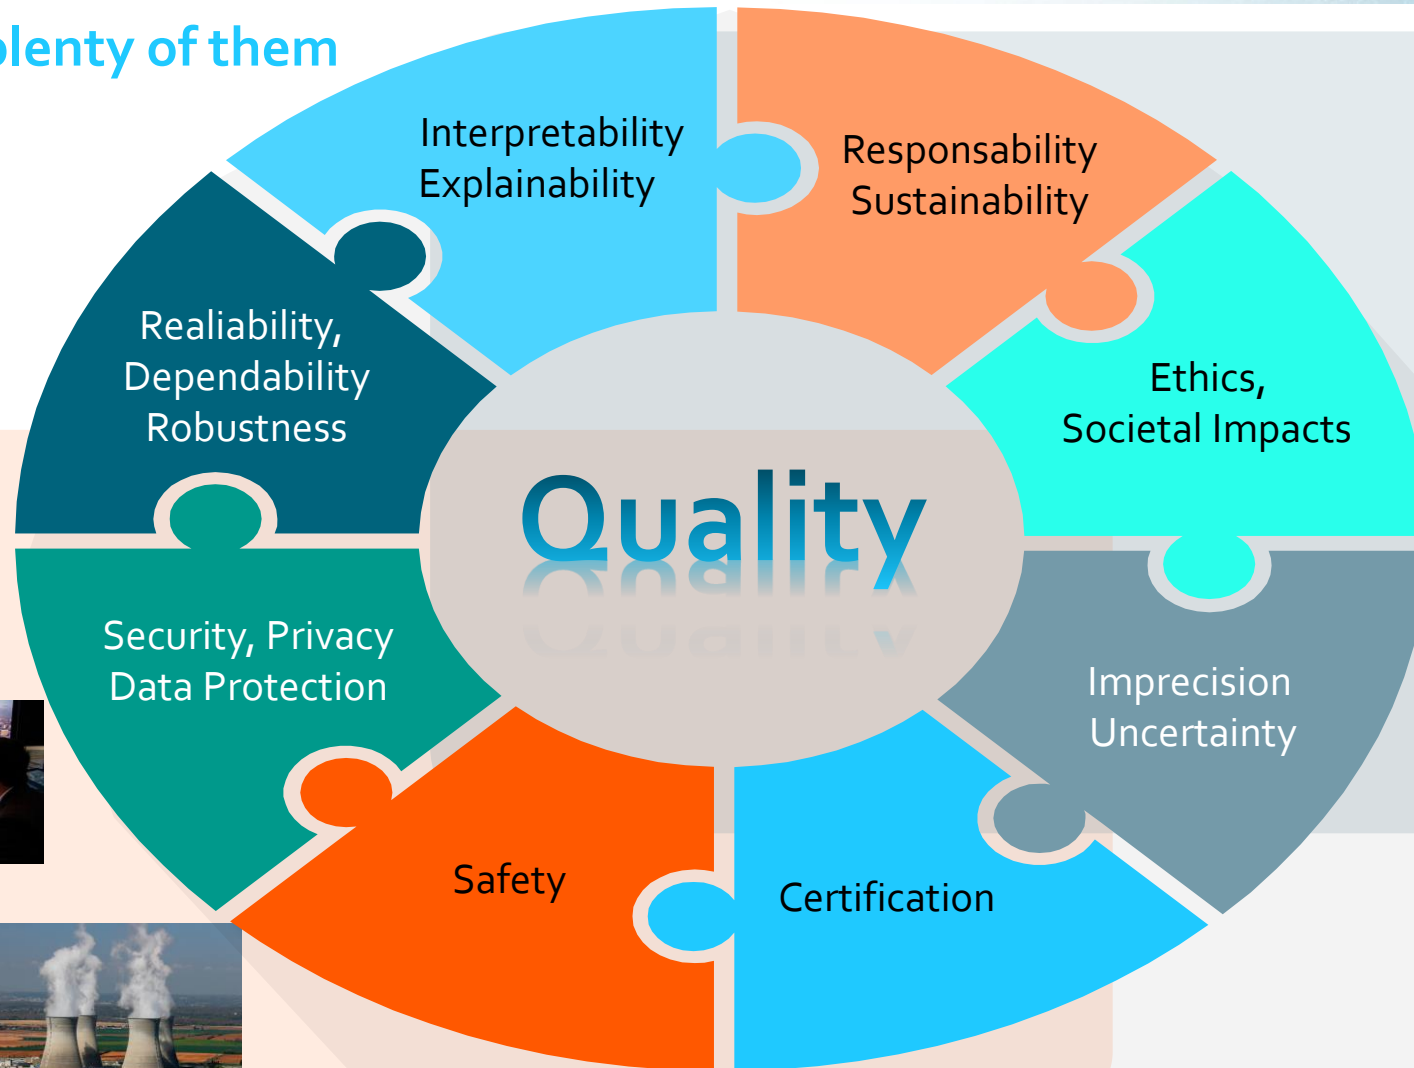 plenty of them
Interpretability
Explainability
Responsability
Sustainability
Realiability,
Dependability
Robustness
Ethics,
Societal Impacts
Quality
Security, Privacy
Data Protection
Imprecision
Uncertainty
Safety
Certification